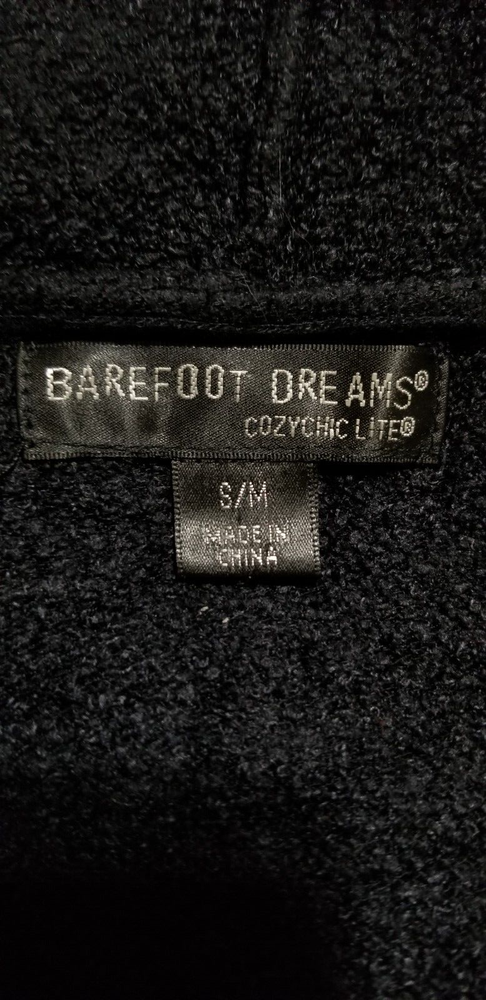 BAREFOOT DREAMS®
COZYCHIC LITE®
S/M
MADE IN
CHINA